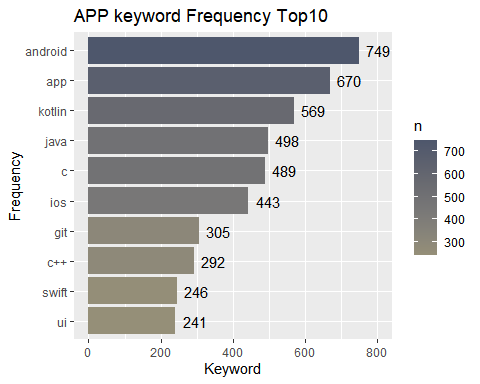 APP keyword Frequency Top10
android 749
app 670
kotlin 569
java 498
c 489
ios 443
git 305
c++ 292
swift 246
ui 241
0 200 400 600 800
Keyword
Frequency
n
700
600
500
400
300